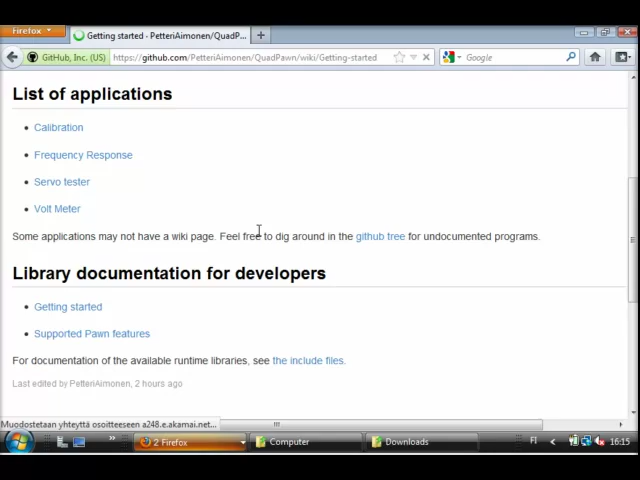 Firefox
Getting started · PetteriAimonen/QuadP...
GitHub, Inc. (US)
https://github.com/PetteriAimonen/QuadPawn/wiki/Getting-started
Google
List of applications
Calibration
Frequency Response
Servo tester
Volt Meter
Some applications may not have a wiki page. Feel free to dig around in the github tree for undocumented programs.
Library documentation for developers
Getting started
Supported Pawn features
For documentation of the available runtime libraries, see the include files.
Last edited by PetteriAimonen, 2 hours ago
Muodostetaan yhteyttä osoitteeseen a248.e.akamai.net...
2 Firefox
Computer
Downloads
FI
16:15